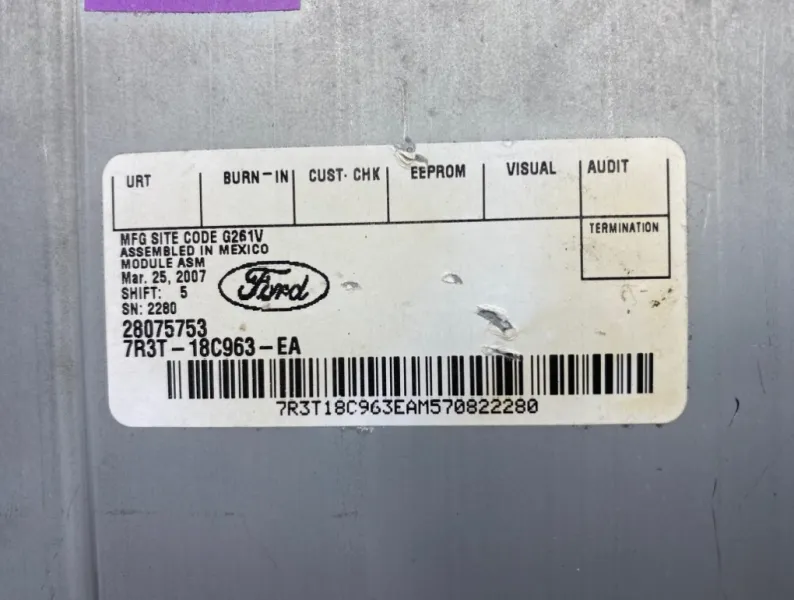 URT BURN-IN CUST. CHK EEPROM VISUAL AUDIT
TERMINATION
MFG SITE CODE G261V
ASSEMBLED IN MEXICO
MODULE ASM
Mar. 25, 2007
SHIFT: 5
SN: 2280
Ford
28075753
7R3T-18C963-EA
7R3T18C963EAM570822280